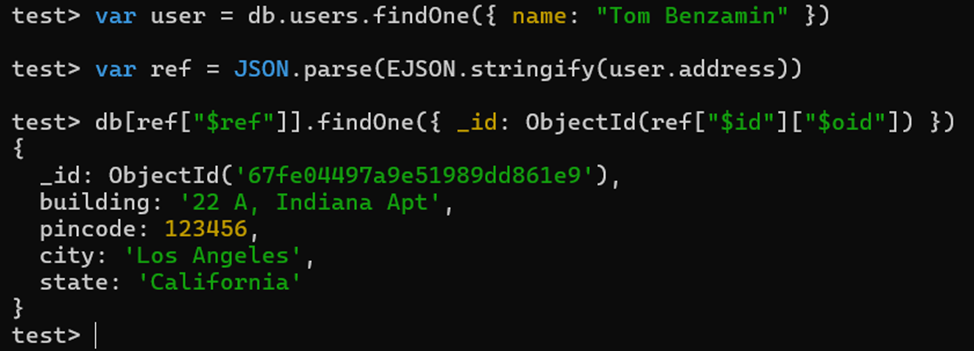 test> var user = db.users.findOne({ name: "Tom Benzamin" })
test> var ref = JSON.parse(EJSON.stringify(user.address))
test> db[ref["$ref"]].findOne({ _id: ObjectId(ref["$id"]["$oid"]) })
{
  _id: ObjectId('67fe04497a9e51989dd861e9'),
  building: '22 A, Indiana Apt',
  pincode: 123456,
  city: 'Los Angeles',
  state: 'California'
}
test>